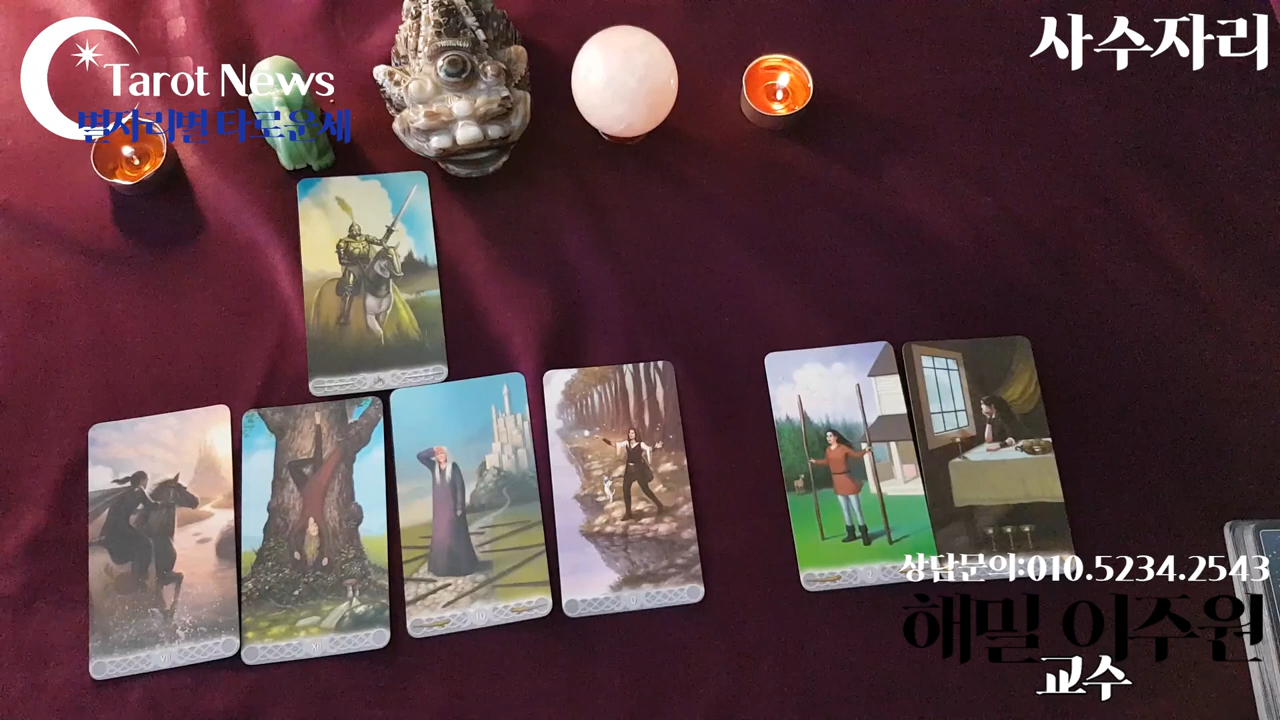 사수자리
Tarot News
별자리별 타로운세
상담문의:010.5234.2543
해밀 이주원
교수